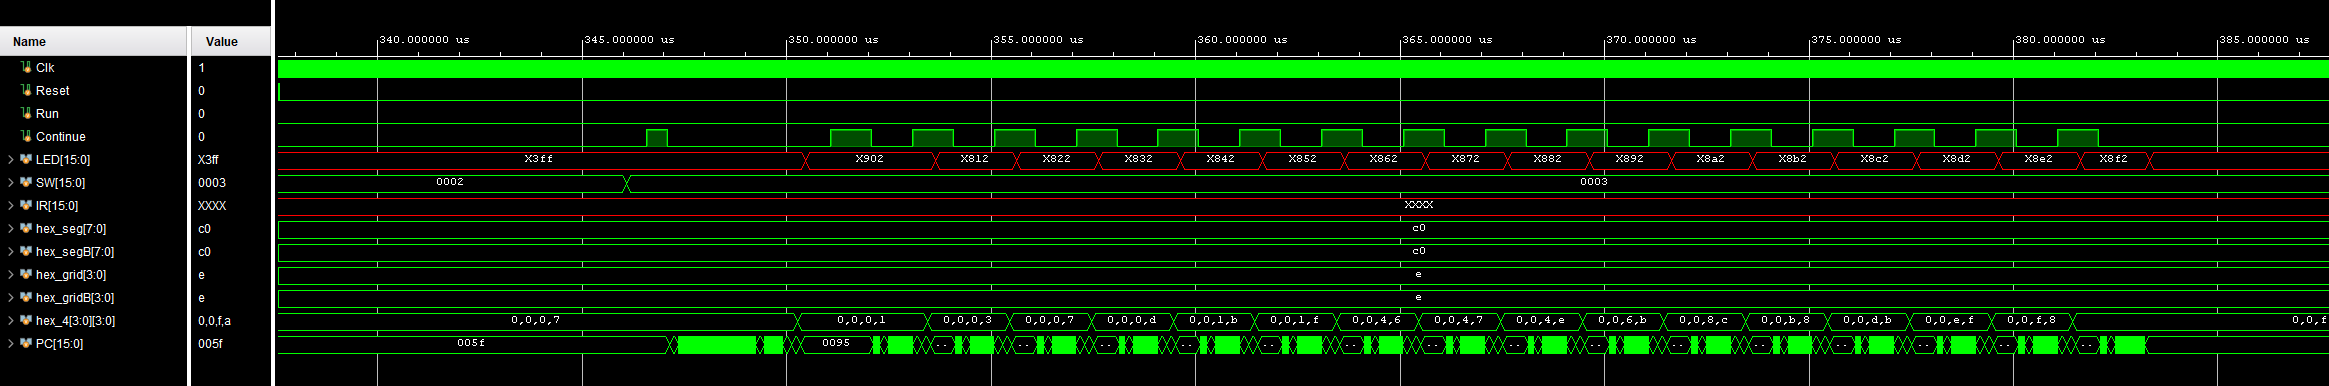 Name Value
340.000000 us 345.000000 us 350.000000 us 355.000000 us 360.000000 us 365.000000 us 370.000000 us 375.000000 us 380.000000 us 385.000000 us
Clk 1
Reset 0
Run 0
Continue 0
LED[15:0] X3ff X3ff X902 X812 X822 X832 X842 X852 X862 X872 X882 X892 X8a2 X8b2 X8c2 X8d2 X8e2 X8f2
SW[15:0] 0003 0002 0003
IR[15:0] XXXX XXXX
hex_seg[7:0] c0 c0
hex_segB[7:0] c0 c0
hex_grid[3:0] e e
hex_gridB[3:0] e e
hex_4[3:0][3:0] 0,0,f,a 0,0,0,7 0,0,0,1 0,0,0,3 0,0,0,7 0,0,0,d 0,0,1,b 0,0,1,f 0,0,4,6 0,0,4,7 0,0,4,e 0,0,6,b 0,0,8,c 0,0,b,8 0,0,d,b 0,0,e,f 0,0,f,8 0,0,f
PC[15:0] 005f 005f 0095 .. .. .. .. .. .. .. .. .. .. .. .. .. .. ..